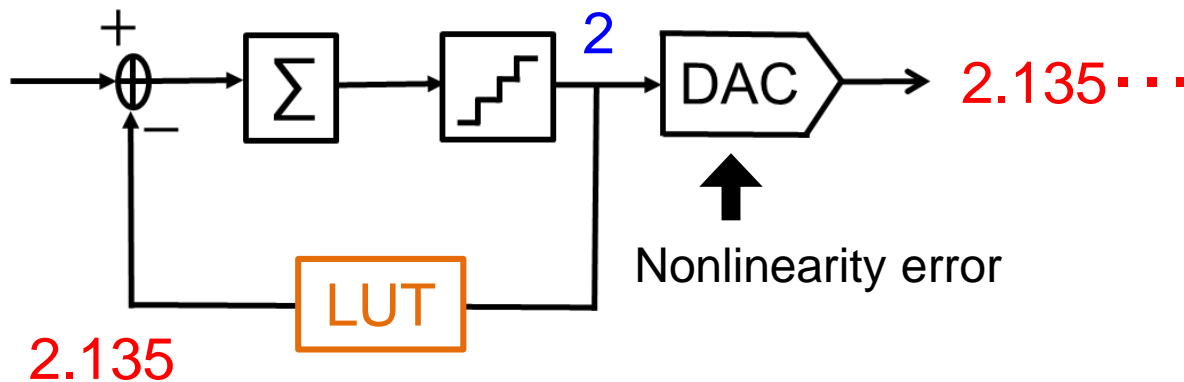 +
2
Σ
DAC
2.135···
−
Nonlinearity error
LUT
2.135